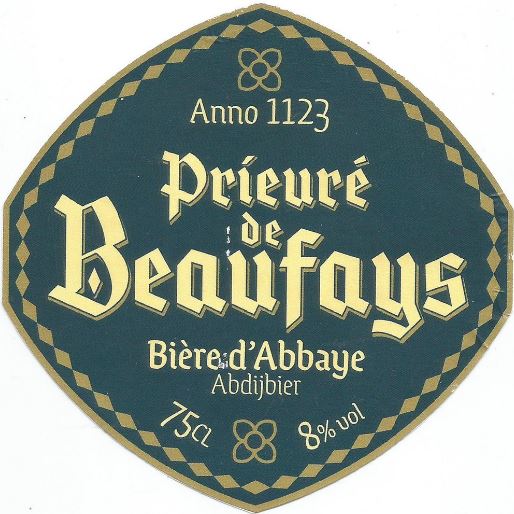 Anno 1123
Prieuré
de
Beaufays
Bière d'Abbaye
Abdijbier
75CL 8% vol